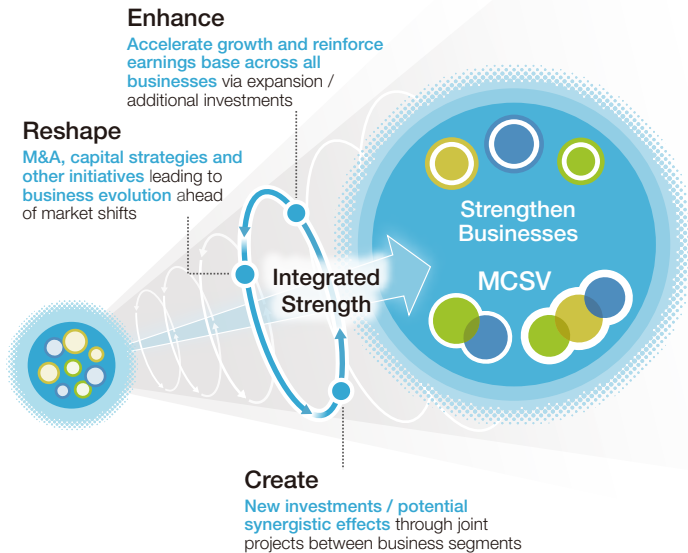 Enhance
Accelerate growth and reinforce
earnings base across all
businesses via expansion /
additional investments
Reshape
M&A, capital strategies and
other initiatives leading to
business evolution ahead
of market shifts
Integrated
Strength
Strengthen
Businesses
MCSV
Create
New investments / potential
synergistic effects through joint
projects between business segments